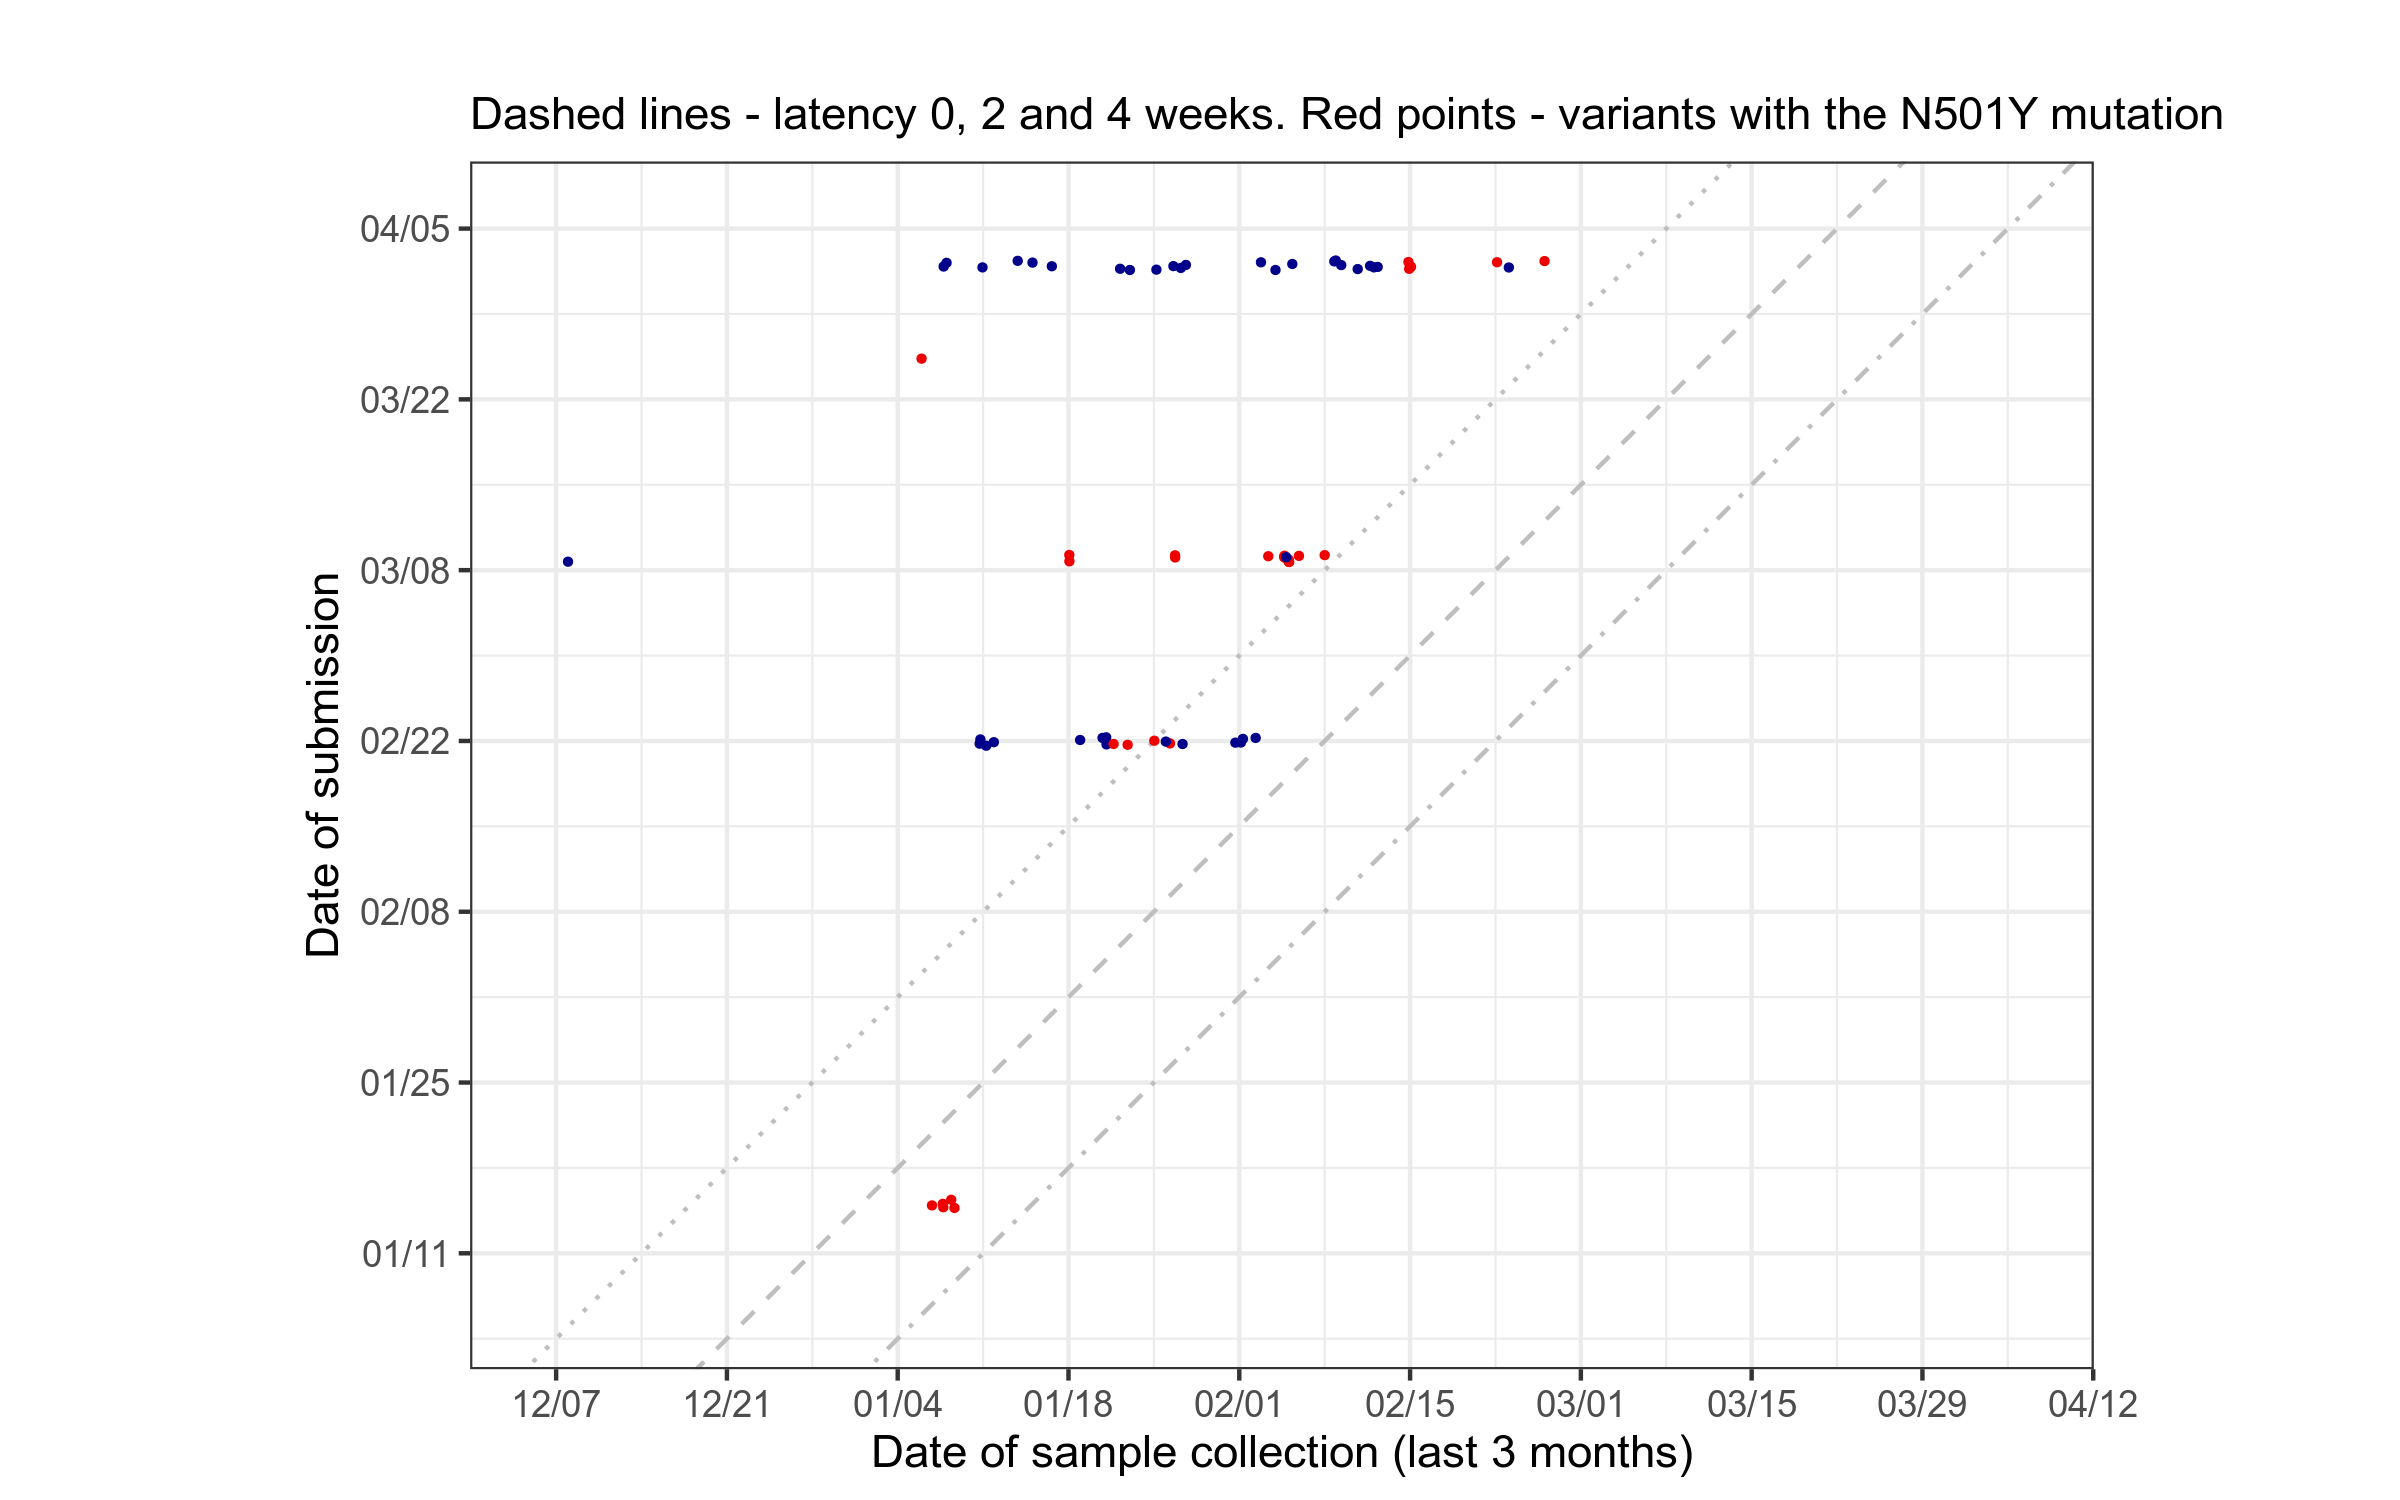 Dashed lines - latency 0, 2 and 4 weeks. Red points - variants with the N501Y mutation
Date of submission
04/05
03/22
03/08
02/22
02/08
01/25
01/11
12/07 12/21 01/04 01/18 02/01 02/15 03/01 03/15 03/29 04/12
Date of sample collection (last 3 months)